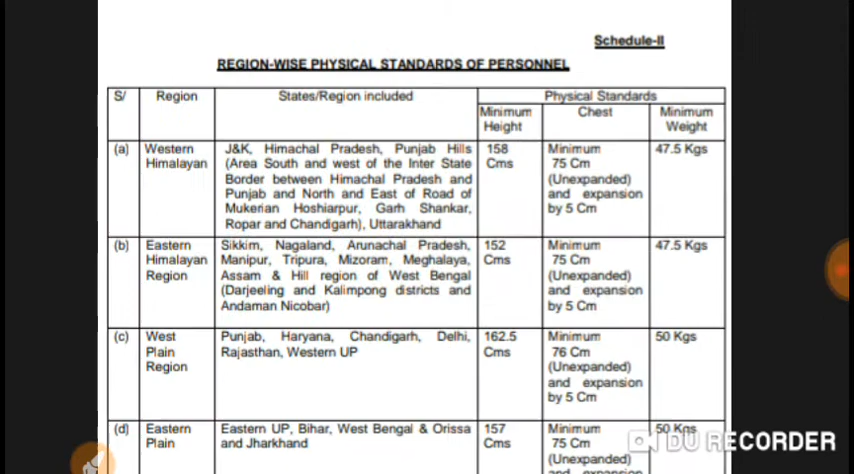 Schedule-II
REGION-WISE PHYSICAL STANDARDS OF PERSONNEL
S/ Region States/Region included Physical Standards
Minimum Height Chest Minimum Weight
(a) Western Himalayan
J&K, Himachal Pradesh, Punjab Hills
(Area South and west of the Inter State
Border between Himachal Pradesh and
Punjab and North and East of Road of
Mukerian Hoshiarpur, Garh Shankar,
Ropar and Chandigarh), Uttarakhand
158 Cms
Minimum
75 Cm
(Unexpanded)
and expansion
by 5 Cm
47.5 Kgs
(b) Eastern Himalayan Region
Sikkim, Nagaland, Arunachal Pradesh,
Manipur, Tripura, Mizoram, Meghalaya,
Assam & Hill region of West Bengal
(Darjeeling and Kalimpong districts and
Andaman Nicobar)
152 Cms
Minimum
75 Cm
(Unexpanded)
and expansion
by 5 Cm
47.5 Kgs
(c) West Plain Region
Punjab, Haryana, Chandigarh, Delhi,
Rajasthan, Western UP
162.5 Cms
Minimum
76 Cm
(Unexpanded)
and expansion
by 5 Cm
50 Kgs
(d) Eastern Plain
Eastern UP, Bihar, West Bengal & Orissa
and Jharkhand
157 Cms
Minimum
75 Cm
(Unexpanded)
and expansion
50 Kgs
DU RECORDER